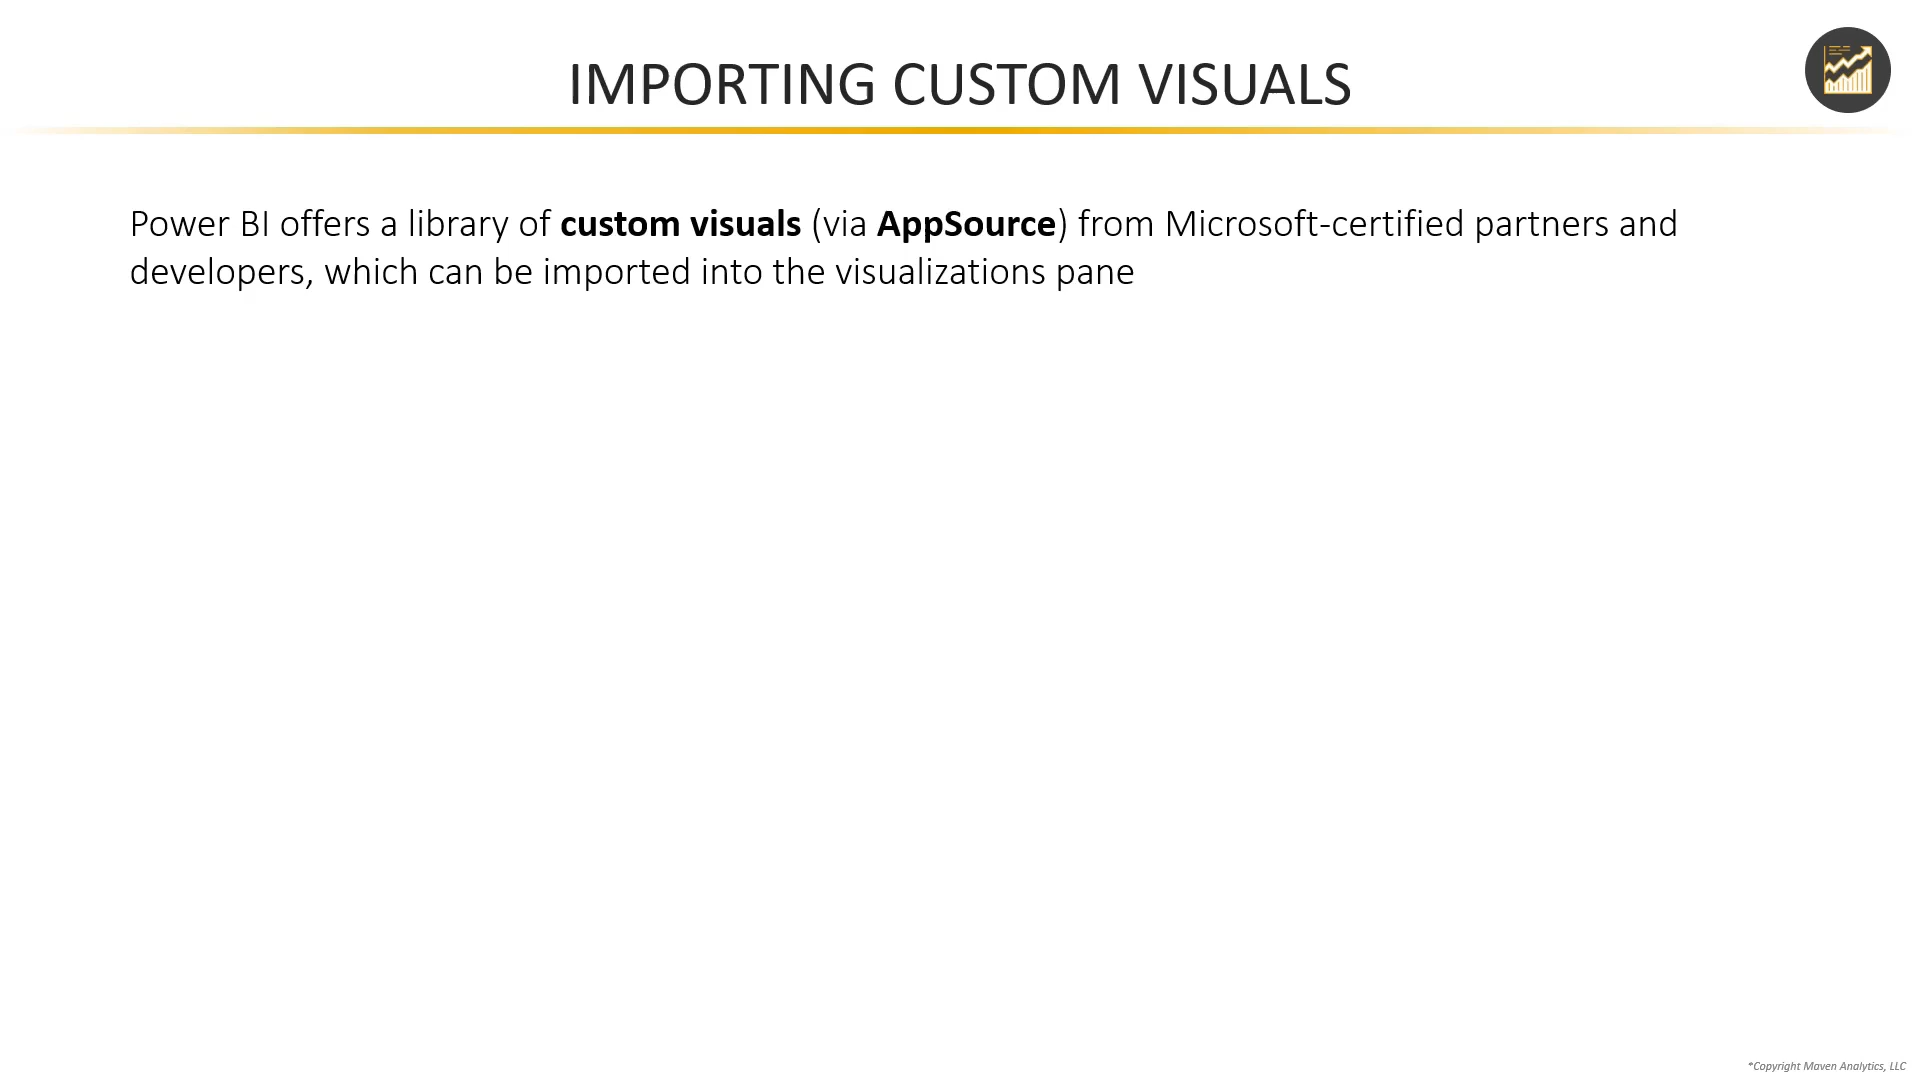 IMPORTING CUSTOM VISUALS
Power BI offers a library of custom visuals (via AppSource) from Microsoft-certified partners and
developers, which can be imported into the visualizations pane
*Copyright Maven Analytics, LLC